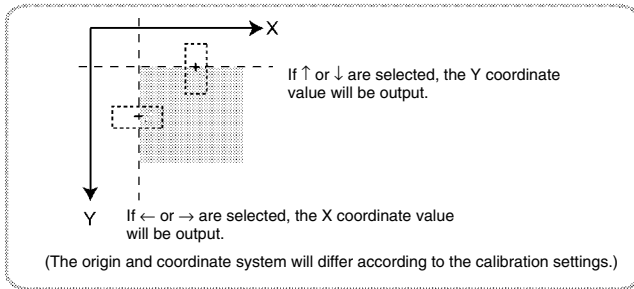 X
If ↑ or ↓ are selected, the Y coordinate
value will be output.
Y
If ← or → are selected, the X coordinate value
will be output.
(The origin and coordinate system will differ according to the calibration settings.)